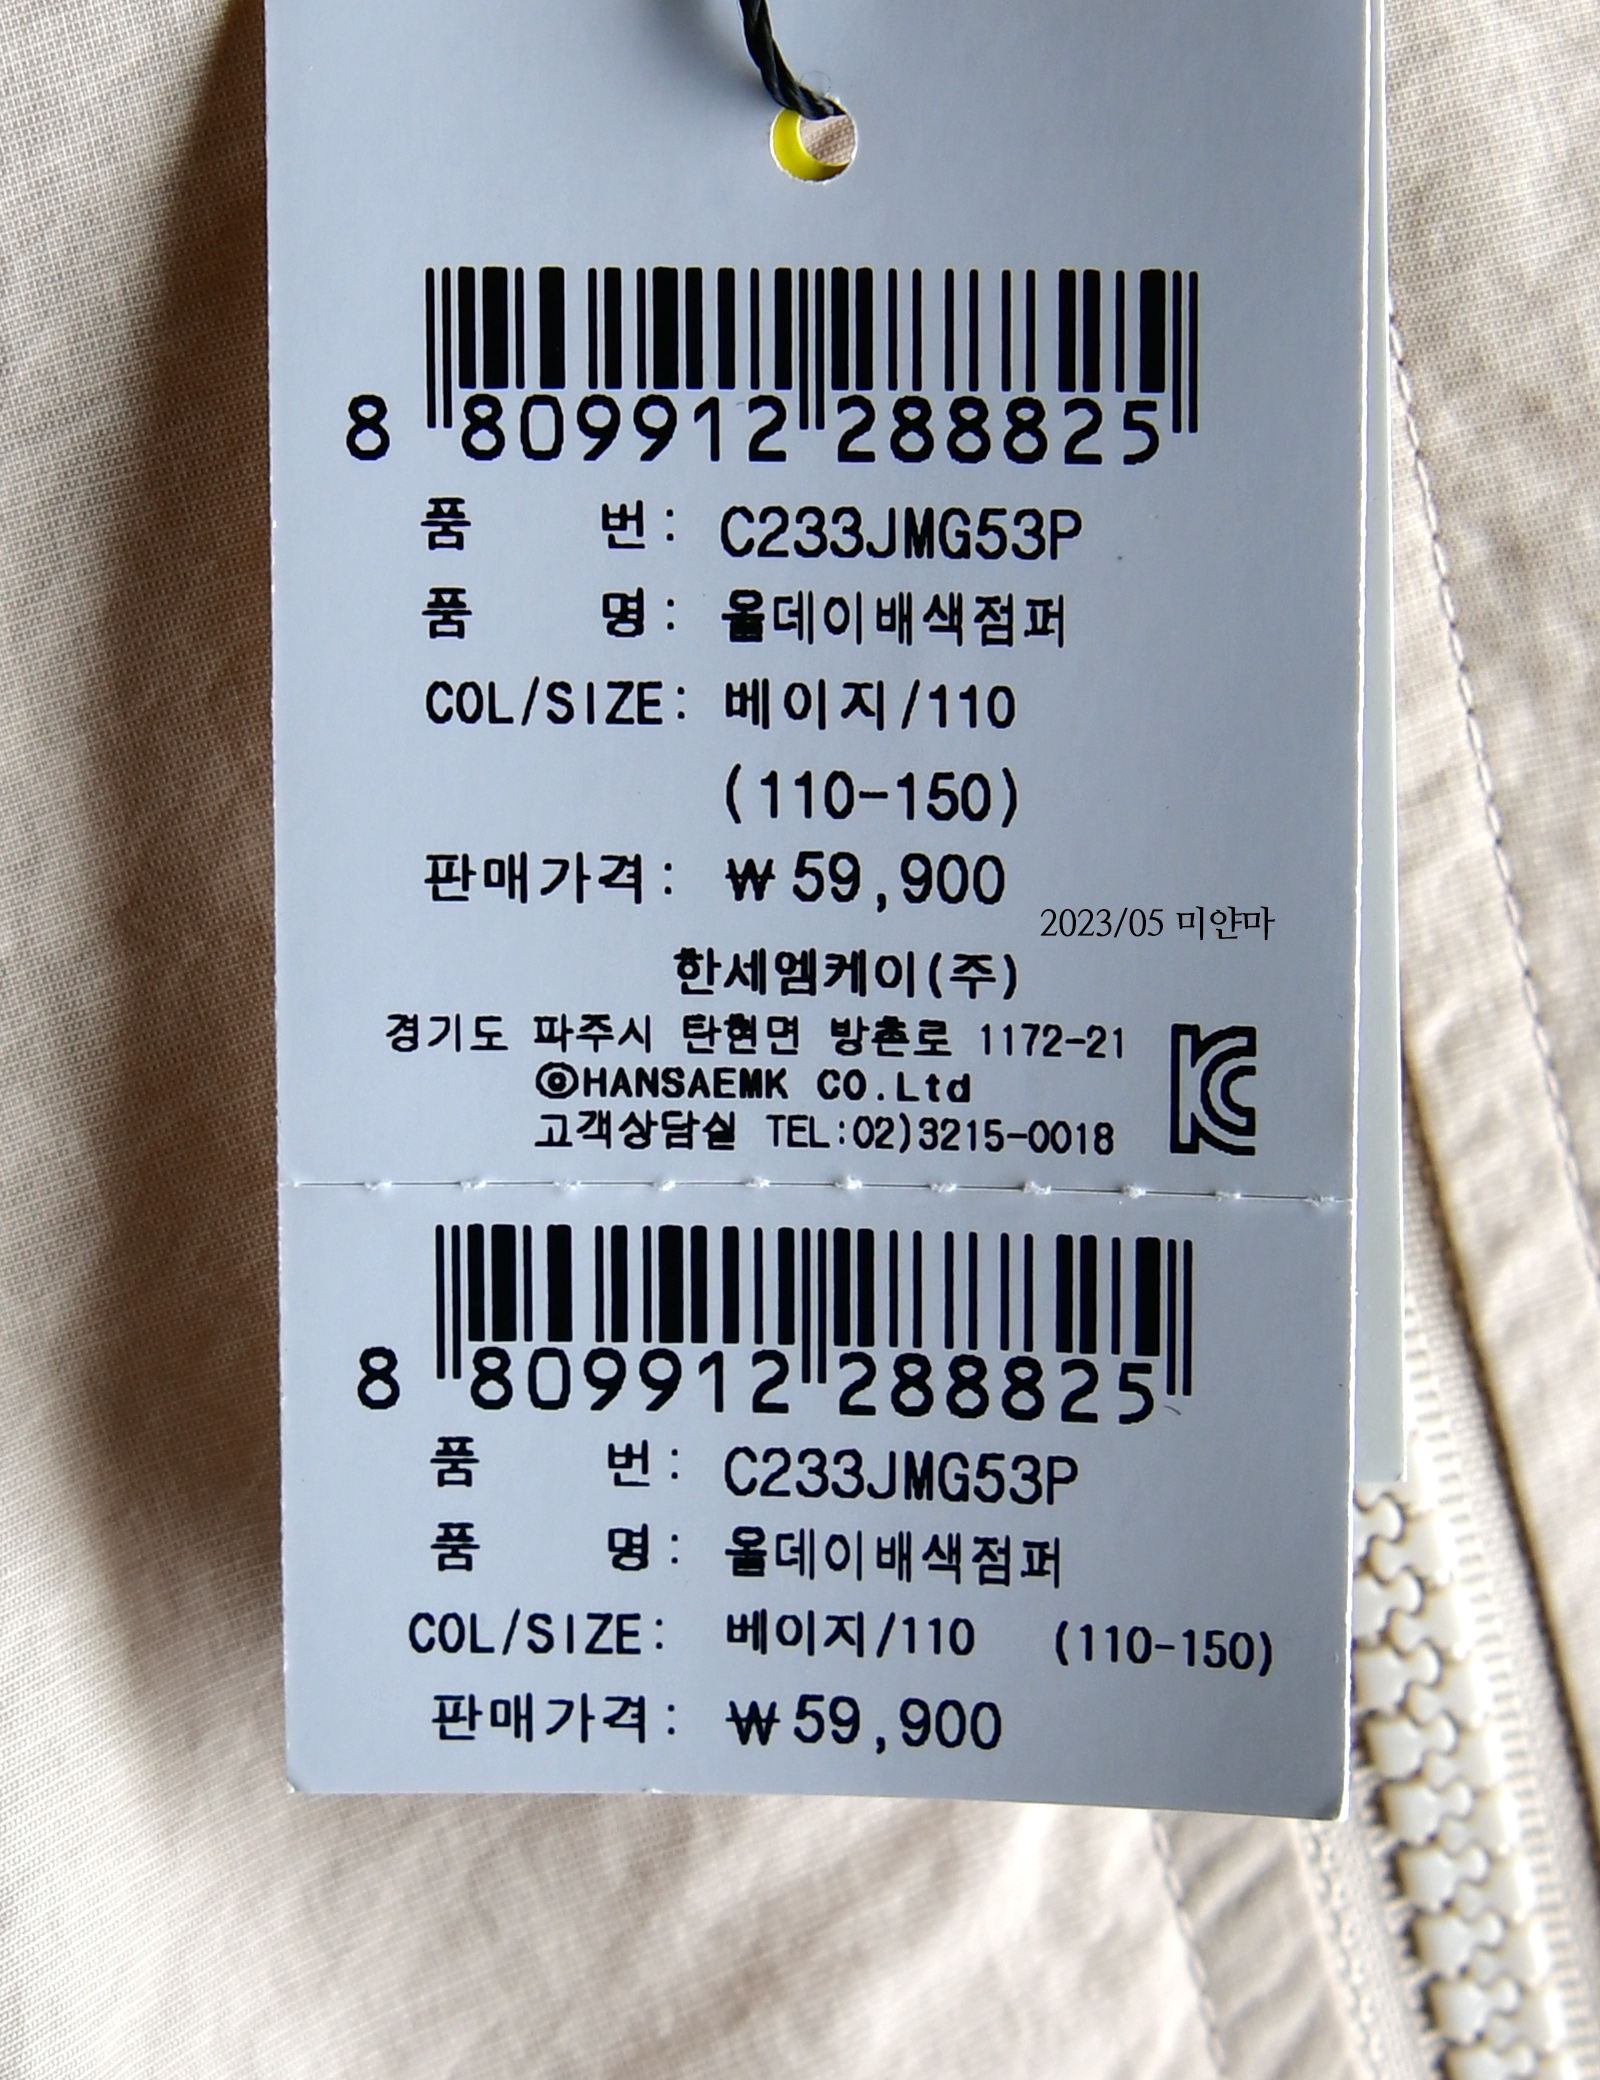 8 809912 288825
품 번: C233JMG53P
품 명: 올데이배색점퍼
COL/SIZE: 베이지/110
(110-150)
판매가격: ₩59,900
2023/05 미얀마
한세엠케이(주)
경기도 파주시 탄현면 방촌로 1172-21
©HANSAEMK CO.Ltd
고객상담실 TEL:02)3215-0018
KC
8 809912 288825
품 번: C233JMG53P
품 명: 올데이배색점퍼
COL/SIZE: 베이지/110 (110-150)
판매가격: ₩59,900